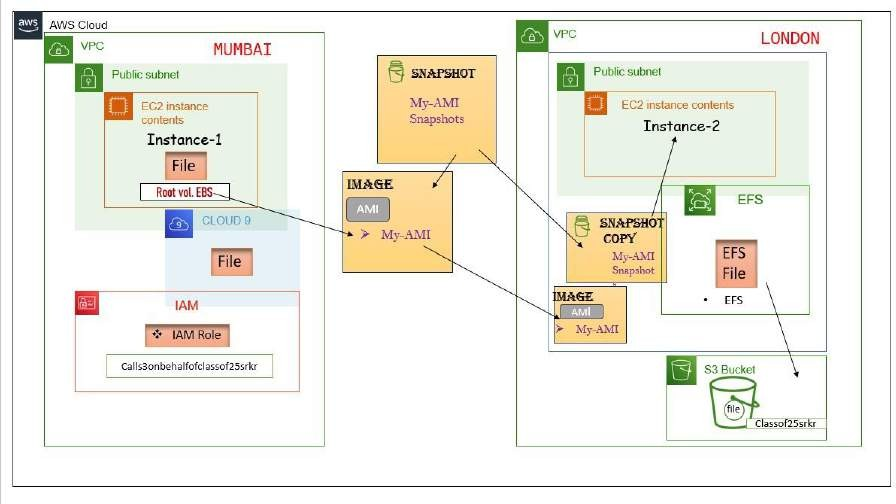 aws
AWS Cloud
VPC
MUMBAI
Public subnet
EC2 instance
contents
Instance-1
File
Root vol. EBS
CLOUD 9
9
File
IAM
❖ IAM Role
Calls3onbehalfofclassof25srkr
SNAPSHOT
My-AMI
Snapshots
IMAGE
AMI
➢ My-AMI
VPC
LONDON
Public subnet
EC2 instance contents
Instance-2
EFS
SNAPSHOT
COPY
My-AMI
Snapshot
IMAGE
AMI
➢ My-AMI
EFS
File
• EFS
S3 Bucket
file
Classof25srkr